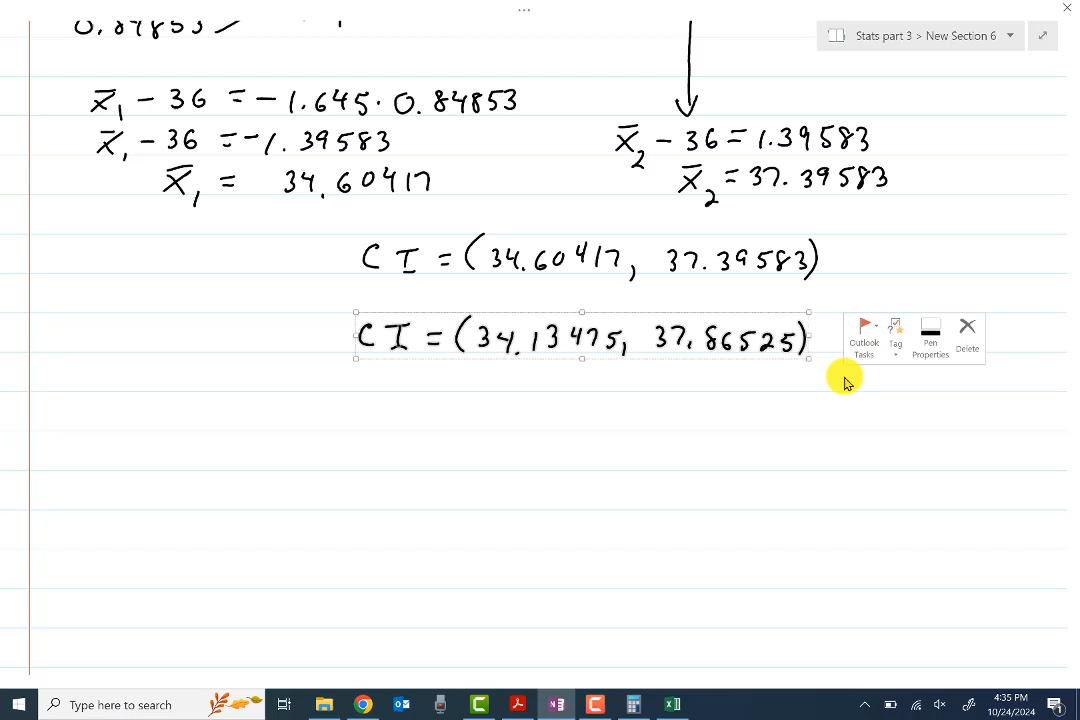 Stats part 3 > New Section 6
0.84853
x̄₁ - 36 = -1.645 · 0.84853
x̄₁ - 36 = -1.39583
x̄₁ = 34.60417
x̄₂ - 36 = 1.39583
x̄₂ = 37.39583
CI = (34.60417, 37.39583)
CI = (34.13475, 37.86525)
Outlook Tasks
Tag
Pen Properties
Delete
Type here to search
4:35 PM
10/24/2024